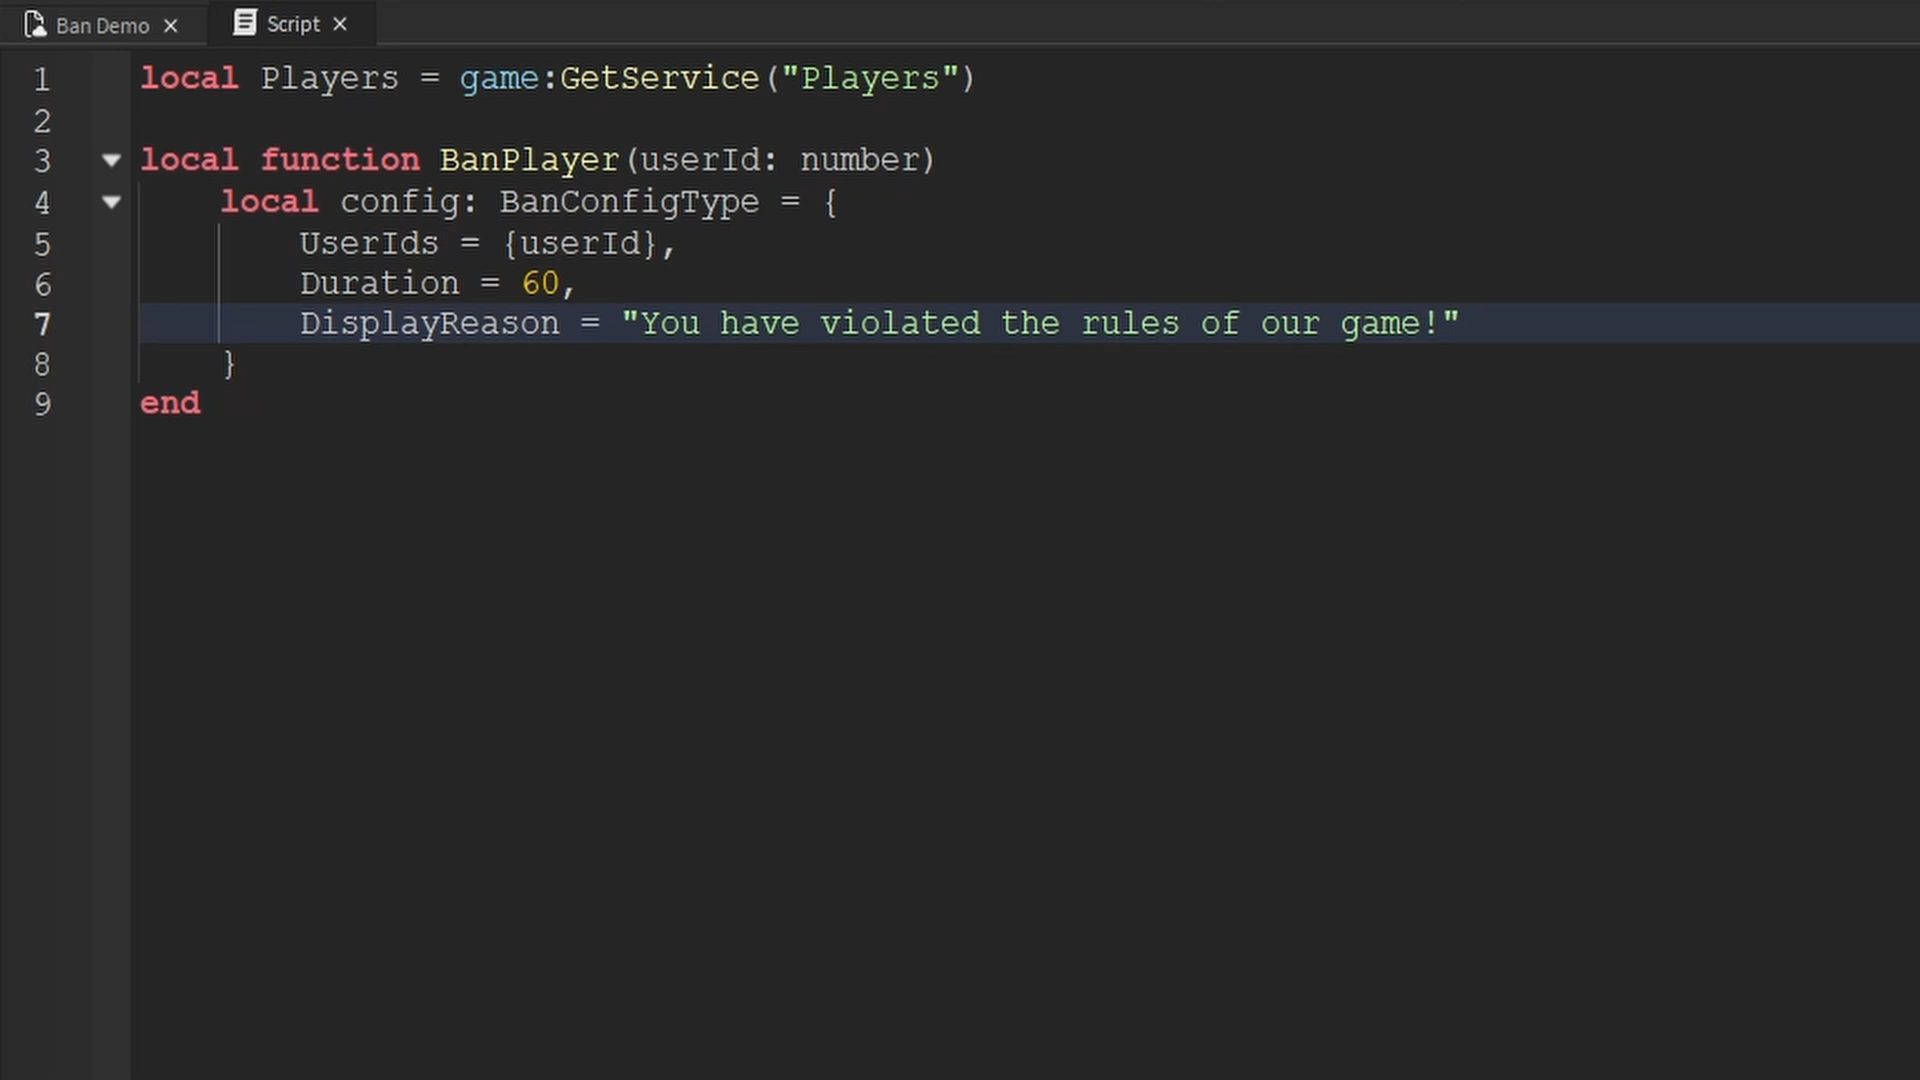 Ban Demo × Script ×
1 local Players = game:GetService("Players")
2
3 local function BanPlayer(userId: number)
4 local config: BanConfigType = {
5 UserIds = {userId},
6 Duration = 60,
7 DisplayReason = "You have violated the rules of our game!"
8 }
9 end